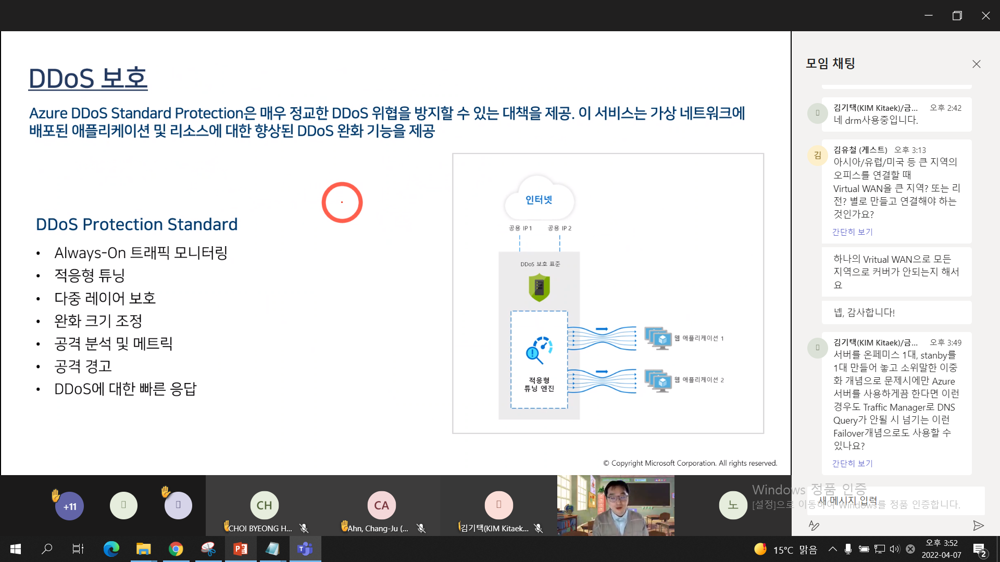 DDoS 보호
Azure DDoS Standard Protection은 매우 정교한 DDoS 위협을 방지할 수 있는 대책을 제공. 이 서비스는 가상 네트워크에
배포된 애플리케이션 및 리소스에 대한 향상된 DDoS 완화 기능을 제공
DDoS Protection Standard
• Always-On 트래픽 모니터링
• 적응형 튜닝
• 다중 레이어 보호
• 완화 크기 조정
• 공격 분석 및 메트릭
• 공격 경고
• DDoS에 대한 빠른 응답
인터넷
공용 IP 1 공용 IP 2
DDoS 보호 표준
적응형
튜닝 엔진
웹 애플리케이션 1
웹 애플리케이션 2
© Copyright Microsoft Corporation. All rights reserved.
모임 채팅
김기택(KIM Kitaek)/금... 오후 2:42
네 drm사용중입니다.
김
김유철 (게스트) 오후 3:13
아시아/유럽/미국 등 큰 지역의
오피스를 연결할 때
Virtual WAN을 큰 지역? 또는 리
전? 별로 만들고 연결해야 하는
것인가요?
간단히 보기
하나의 Vritual WAN으로 모든
지역으로 커버가 안되는지 해서
요
넵, 감사합니다!
김기택(KIM Kitaek)/금... 오후 3:49
서버를 온페미스 1대, stanby를
1대 만들어 놓고 소위말한 이중
화 개념으로 문제시에만 Azure
서버를 사용하게끔 한다면 이런
경우도 Traffic Manager로 DNS
Query가 안될 시 넘기는 이런
Failover개념으로도 사용할 수
있나요?
간단히 보기
Windows 정품 인증
[설정]으로 이동하여 Windows를 정품 인증합니다.
새 메시지 입력
+11
CH
CHOI BYEONG H...
CA
Ahn, Chang-Ju (...
김기택(KIM Kitaek...
노
15°C 맑음
오후 3:52
2022-04-07
2